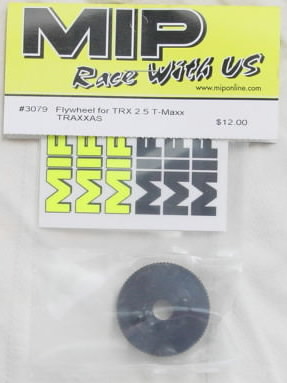 MIP
Race With US
www.miponline.com
#3079 Flywheel for TRX 2.5 T-Maxx
TRAXXAS $12.00
MIP MIP MIP MIP MIP MIP